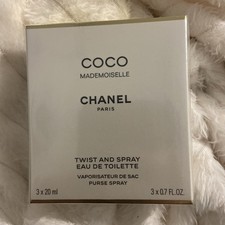 COCO
MADEMOISELLE
CHANEL
PARIS
TWIST AND SPRAY
EAU DE TOILETTE
VAPORISATEUR DE SAC
PURSE SPRAY
3 x 20 ml 3 x 0.7 FL. OZ.